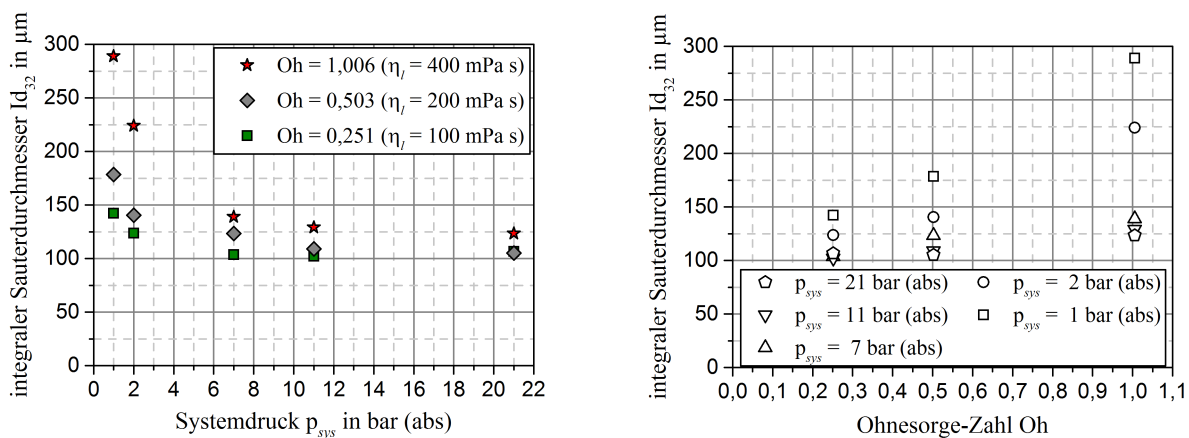 integraler Sauterdurchmesser Id32 in µm
300
250
200
150
100
50
0
Oh = 1,006 (ηl = 400 mPa s)
Oh = 0,503 (ηl = 200 mPa s)
Oh = 0,251 (ηl = 100 mPa s)
0 2 4 6 8 10 12 14 16 18 20 22
Systemdruck psys in bar (abs)
integraler Sauterdurchmesser Id32 in µm
300
250
200
150
100
50
0
psys = 21 bar (abs) psys = 2 bar (abs)
psys = 11 bar (abs) psys = 1 bar (abs)
psys = 7 bar (abs)
0,0 0,1 0,2 0,3 0,4 0,5 0,6 0,7 0,8 0,9 1,0 1,1
Ohnesorge-Zahl Oh